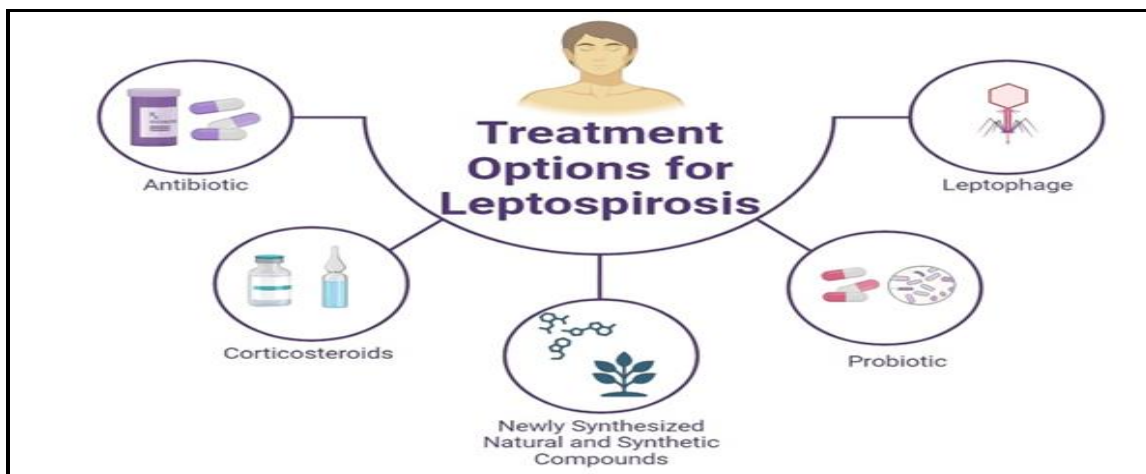 Treatment
Options for
Leptospirosis
Antibiotic
Leptophage
Corticosteroids
Probiotic
Newly Synthesized
Natural and Synthetic
Compounds